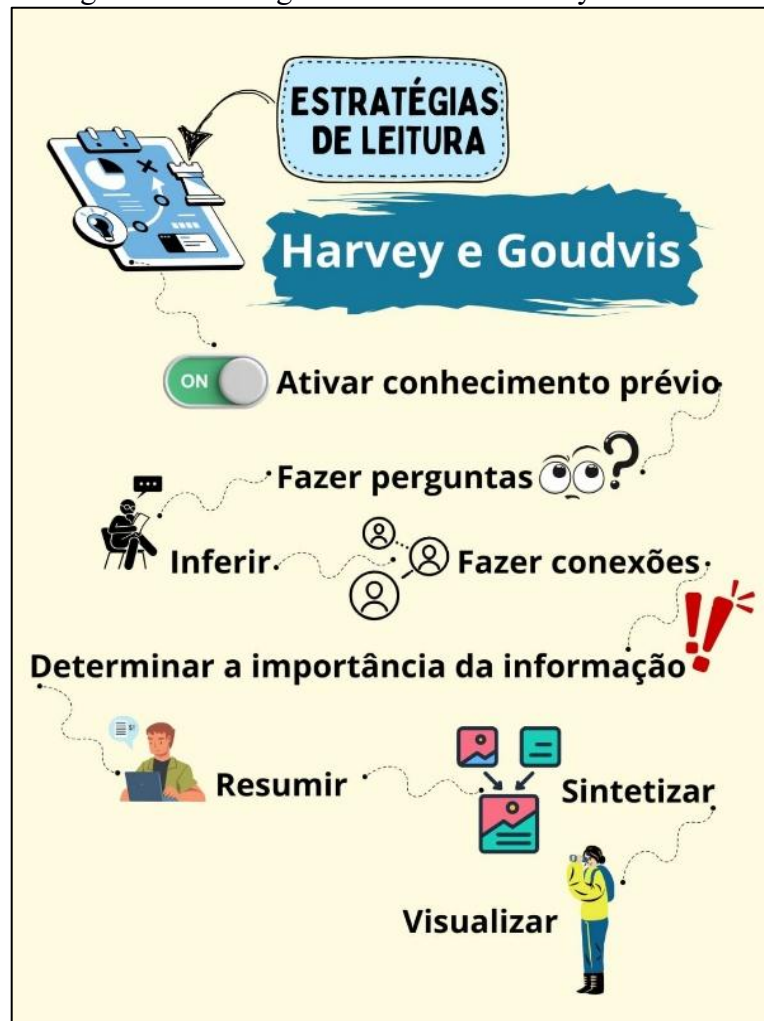 ESTRATÉGIAS
DE LEITURA
Harvey e Goudvis
ON
Ativar conhecimento prévio
Fazer perguntas
Inferir
Fazer conexões
Determinar a importância da informação
Resumir
Sintetizar
Visualizar